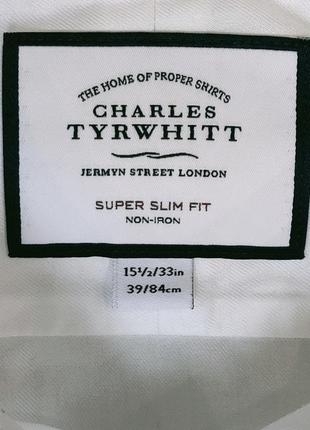 THE HOME OF PROPER SHIRTS
CHARLES
TYRWHITT
JERMYN STREET LONDON
SUPER SLIM FIT
NON-IRON
15½/33in
39/84cm